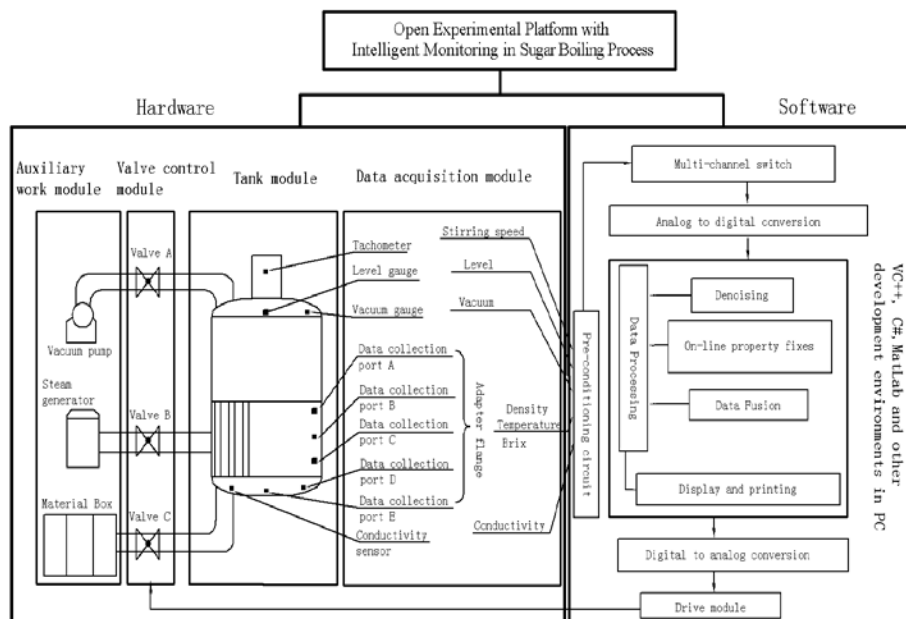 Open Experimental Platform with
Intelligent Monitoring in Sugar Boiling Process
Hardware
Software
Auxiliary
work module
Valve control
module
Tank module
Data acquisition module
Valve A
Vacuum pump
Steam
generator
Valve B
Material Box
Valve C
Tachometer
Level gauge
Vacuum gauge
Data collection
port A
Data collection
port B
Data collection
port C
Data collection
port D
Data collection
port E
Conductivity
sensor
Adapter flange
Stirring speed
Level
Vacuum
Density
Temperature
Brix
Conductivity
Pre-conditioning circuit
Multi-channel switch
Analog to digital conversion
Data Processing
Denoising
On-line property fixes
Data Fusion
Display and printing
Digital to analog conversion
Drive module
VC++, C#, MatLab and other
development environments in PC